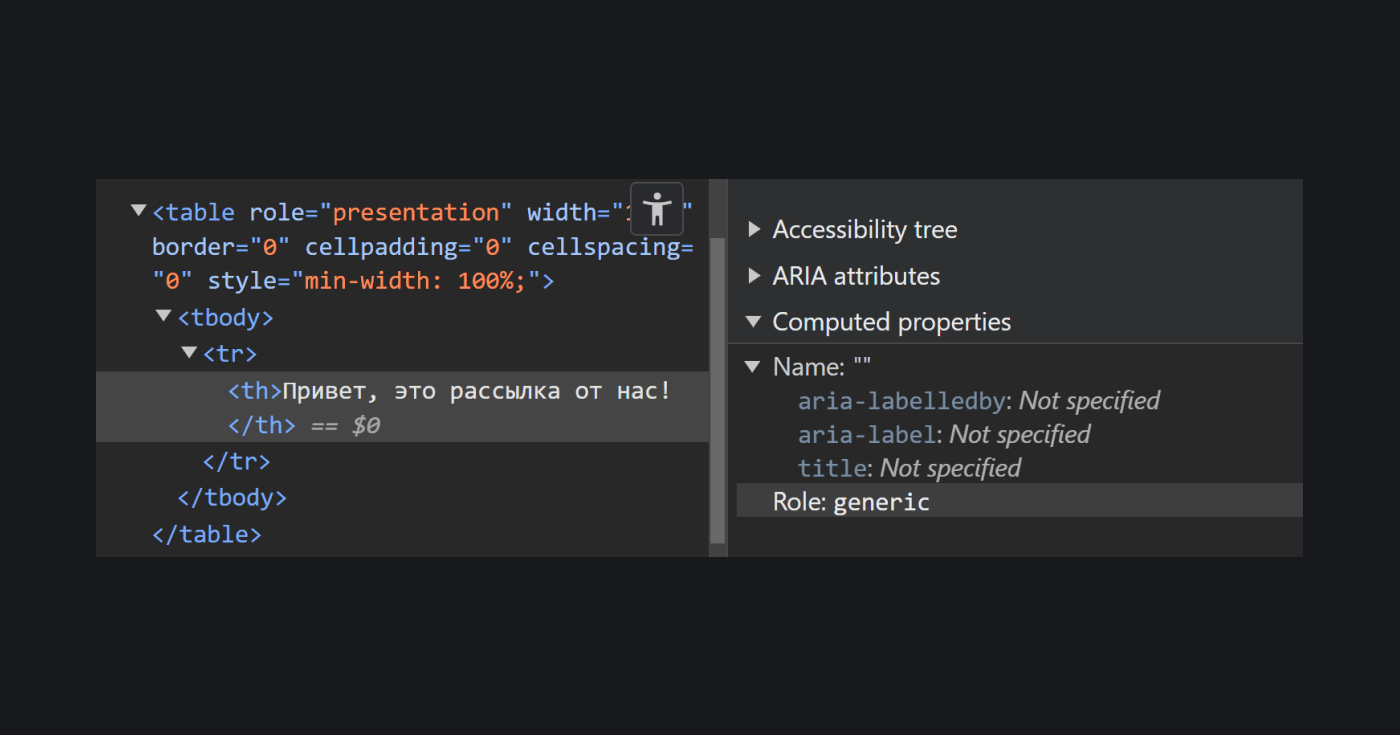 <table role="presentation" width="1"
border="0" cellpadding="0" cellspacing=
"0" style="min-width: 100%;">
<tbody>
<tr>
<th>Привет, это рассылка от нас!
</th> == $0
</tr>
</tbody>
</table>
Accessibility tree
ARIA attributes
Computed properties
Name: ""
aria-labelledby: Not specified
aria-label: Not specified
title: Not specified
Role: generic